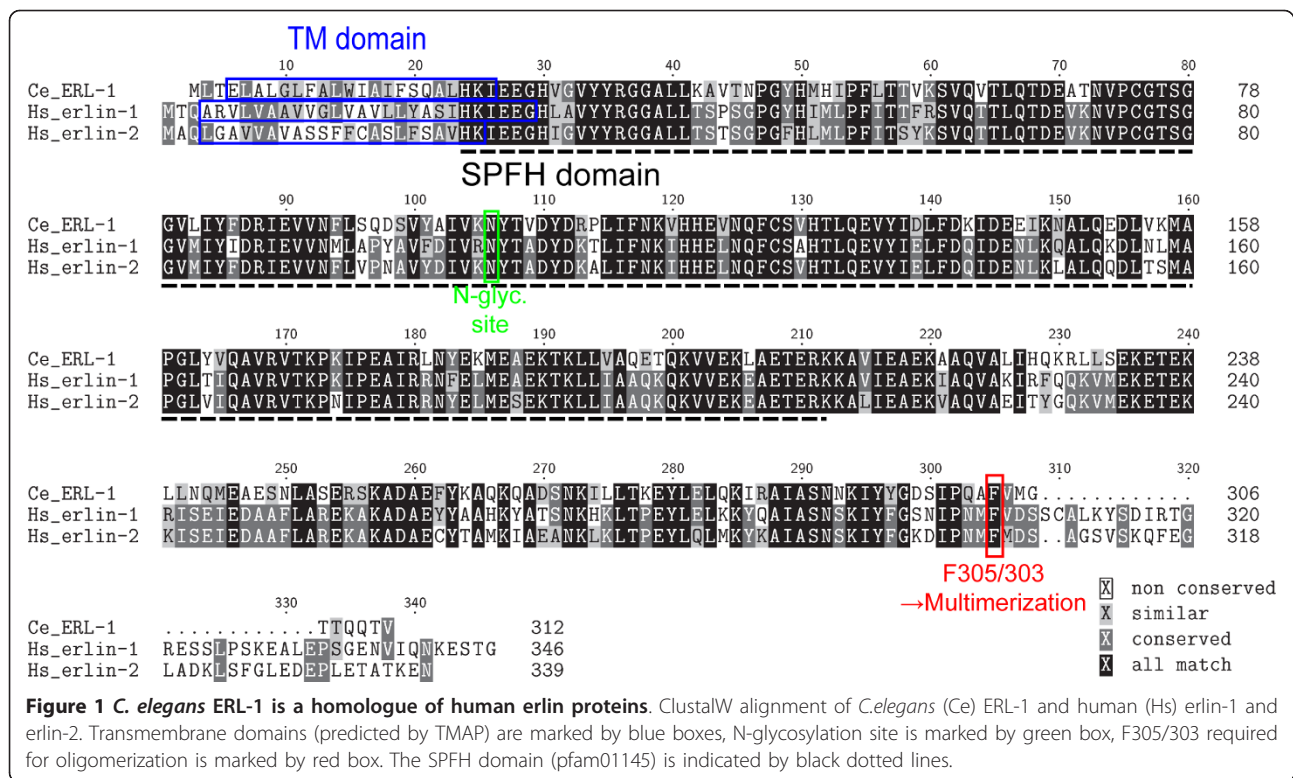 TM domain
10 20 30 40 50 60 70 80
Ce_ERL-1 MLTELALGLFALWIAIFSQALHKIEEGHVGVYYRGGALLKAVTNPGYHMHIPFLTTVKSVQVTLQTDEATNVPCGTSG 78
Hs_erlin-1 MTQARVLVAAVVGLVAVLLYASIHKIEEGHLAVYYRGGALLTSPSGPGYHIMLPFITTFRSVQTTLQTDEVKNVPCGTSG 80
Hs_erlin-2 MAQLGAVVAVASSFFCASLFSAVHKIEEGHIGVYYRGGALLTSTSGPGFHLMLPFITSYKSVQTTLQTDEVKNVPCGTSG 80
SPFH domain
90 100 110 120 130 140 150 160
Ce_ERL-1 GVLIYFDRIEVVNFLSQDSVYAIVKNYTVDYDRPLIFNKVHHEVNQFCSVHTLQEVYIDLFDKIDEEIKNALQEDLVKMA 158
Hs_erlin-1 GVMIYIDRIEVVNMLAPYAVFDIVRNYTADYDKTLIFNKIHHELNQFCSAHTLQEVYIELFDQIDENLKQALQKDLNLMA 160
Hs_erlin-2 GVMIYFDRIEVVNFLVPNAVYDIVKNYTADYDKALIFNKIHHELNQFCSVHTLQEVYIELFDQIDENLKLALQQDLTSMA 160
N-glyc.
site
170 180 190 200 210 220 230 240
Ce_ERL-1 PGLYVQAVRVTKPKIPEAIRLNYEKMEAEKTKLLVAQETQKVVEKLAETERKKAVIEAEKAAQVALIHQKRLLSEKETEK 238
Hs_erlin-1 PGLTIQAVRVTKPKIPEAIRRNFELMEAEKTKLLIAAQKQKVVEKEAETERKKAVIEAEKIAQVAKIRFQQKVMEKETEK 240
Hs_erlin-2 PGLVIQAVRVTKPNIPEAIRRNYELMESEKTKLLIAAQKQKVVEKEAETERKKALIEAEKVAQVAEITYGQKVMEKETEK 240
250 260 270 280 290 300 310 320
Ce_ERL-1 LLNQMEAESNLASERSKADAEFYKAQKQADSNKILLTKEYLELQKIRAIASNNKIYYGDSIPQAFVMG............ 306
Hs_erlin-1 RISEIEDAAFLAREKAKADAEYYAAHKYATSNKHKLTPEYLELKKYQAIASNSKIYFGSNIPNMFVDSSCALKYSDIRTG 320
Hs_erlin-2 KISEIEDAAFLAREKAKADAECYTAMKIAEANKLKLTPEYLQLMKYKAIASNSKIYFGKDIPNMFMDS..AGSVSKQFEG 318
F305/303
→Multimerization
X non conserved
X similar
X conserved
X all match
330 340
Ce_ERL-1 ............TTQQTV 312
Hs_erlin-1 RESSLPSKEALEPSGENVIQNKESTG 346
Hs_erlin-2 LADKLSFGLEDEPLETATKEN 339
Figure 1 C. elegans ERL-1 is a homologue of human erlin proteins. ClustalW alignment of C.elegans (Ce) ERL-1 and human (Hs) erlin-1 and
erlin-2. Transmembrane domains (predicted by TMAP) are marked by blue boxes, N-glycosylation site is marked by green box, F305/303 required
for oligomerization is marked by red box. The SPFH domain (pfam01145) is indicated by black dotted lines.